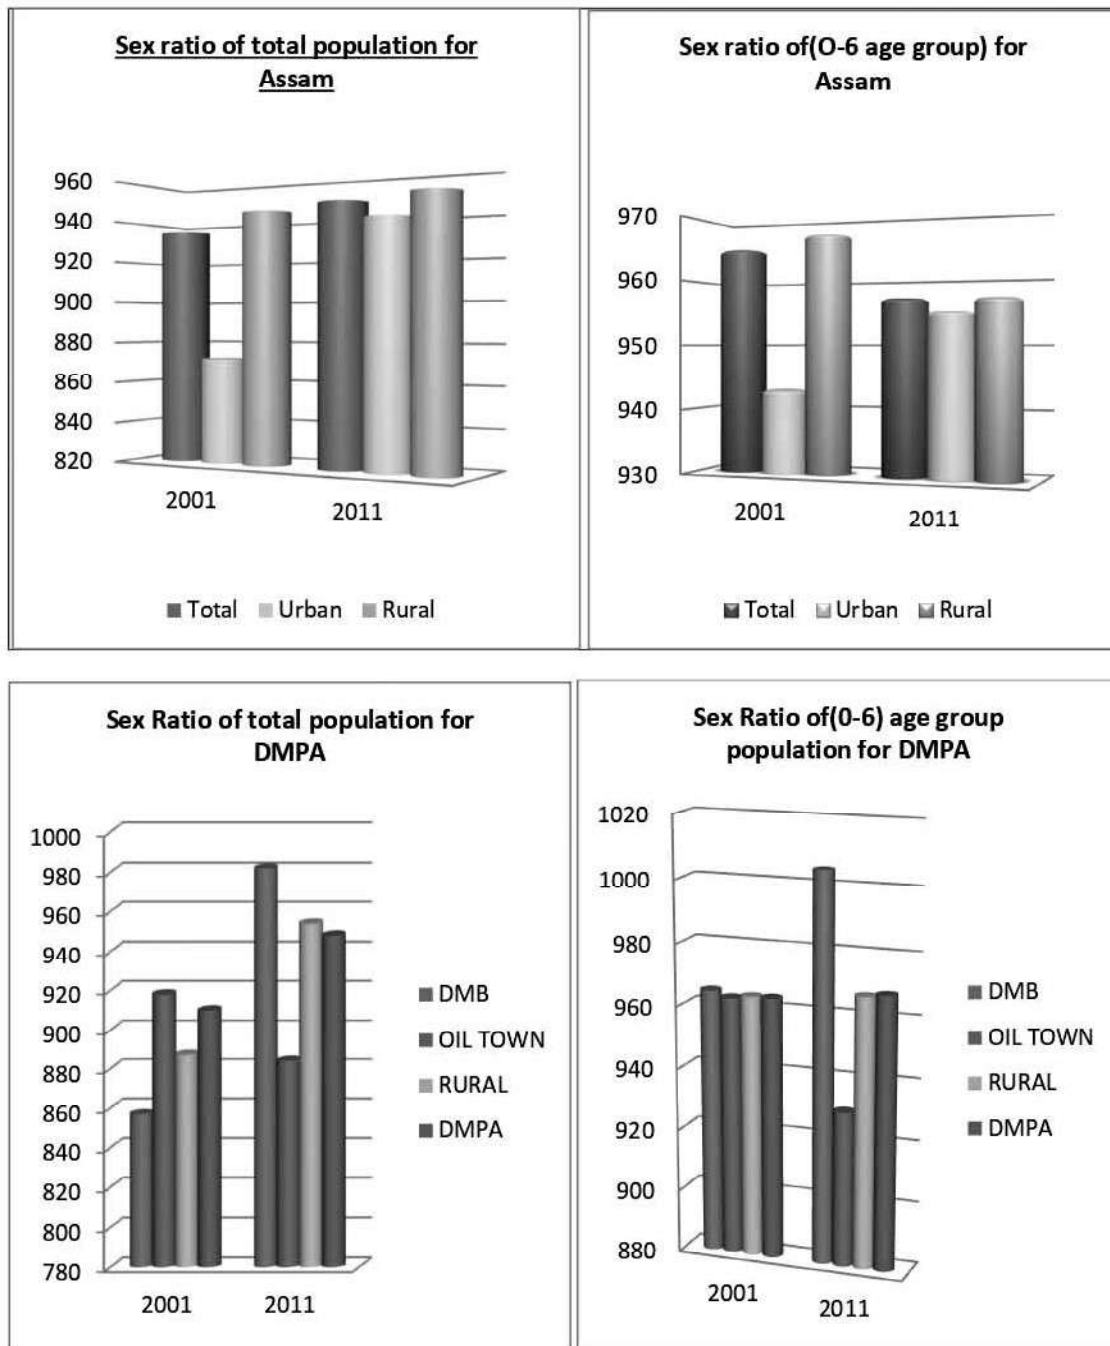 Sex ratio of total population for
Assam
960
940
920
900
880
860
840
820
2001
2011
Total Urban Rural
Sex ratio of(O-6 age group) for
Assam
970
960
950
940
930
2001
2011
Total Urban Rural
Sex Ratio of total population for
DMPA
1000
980
960
940
920
900
880
860
840
820
800
780
2001
2011
DMB
OIL TOWN
RURAL
DMPA
Sex Ratio of(0-6) age group
population for DMPA
1020
1000
980
960
940
920
900
880
2001
2011
DMB
OIL TOWN
RURAL
DMPA